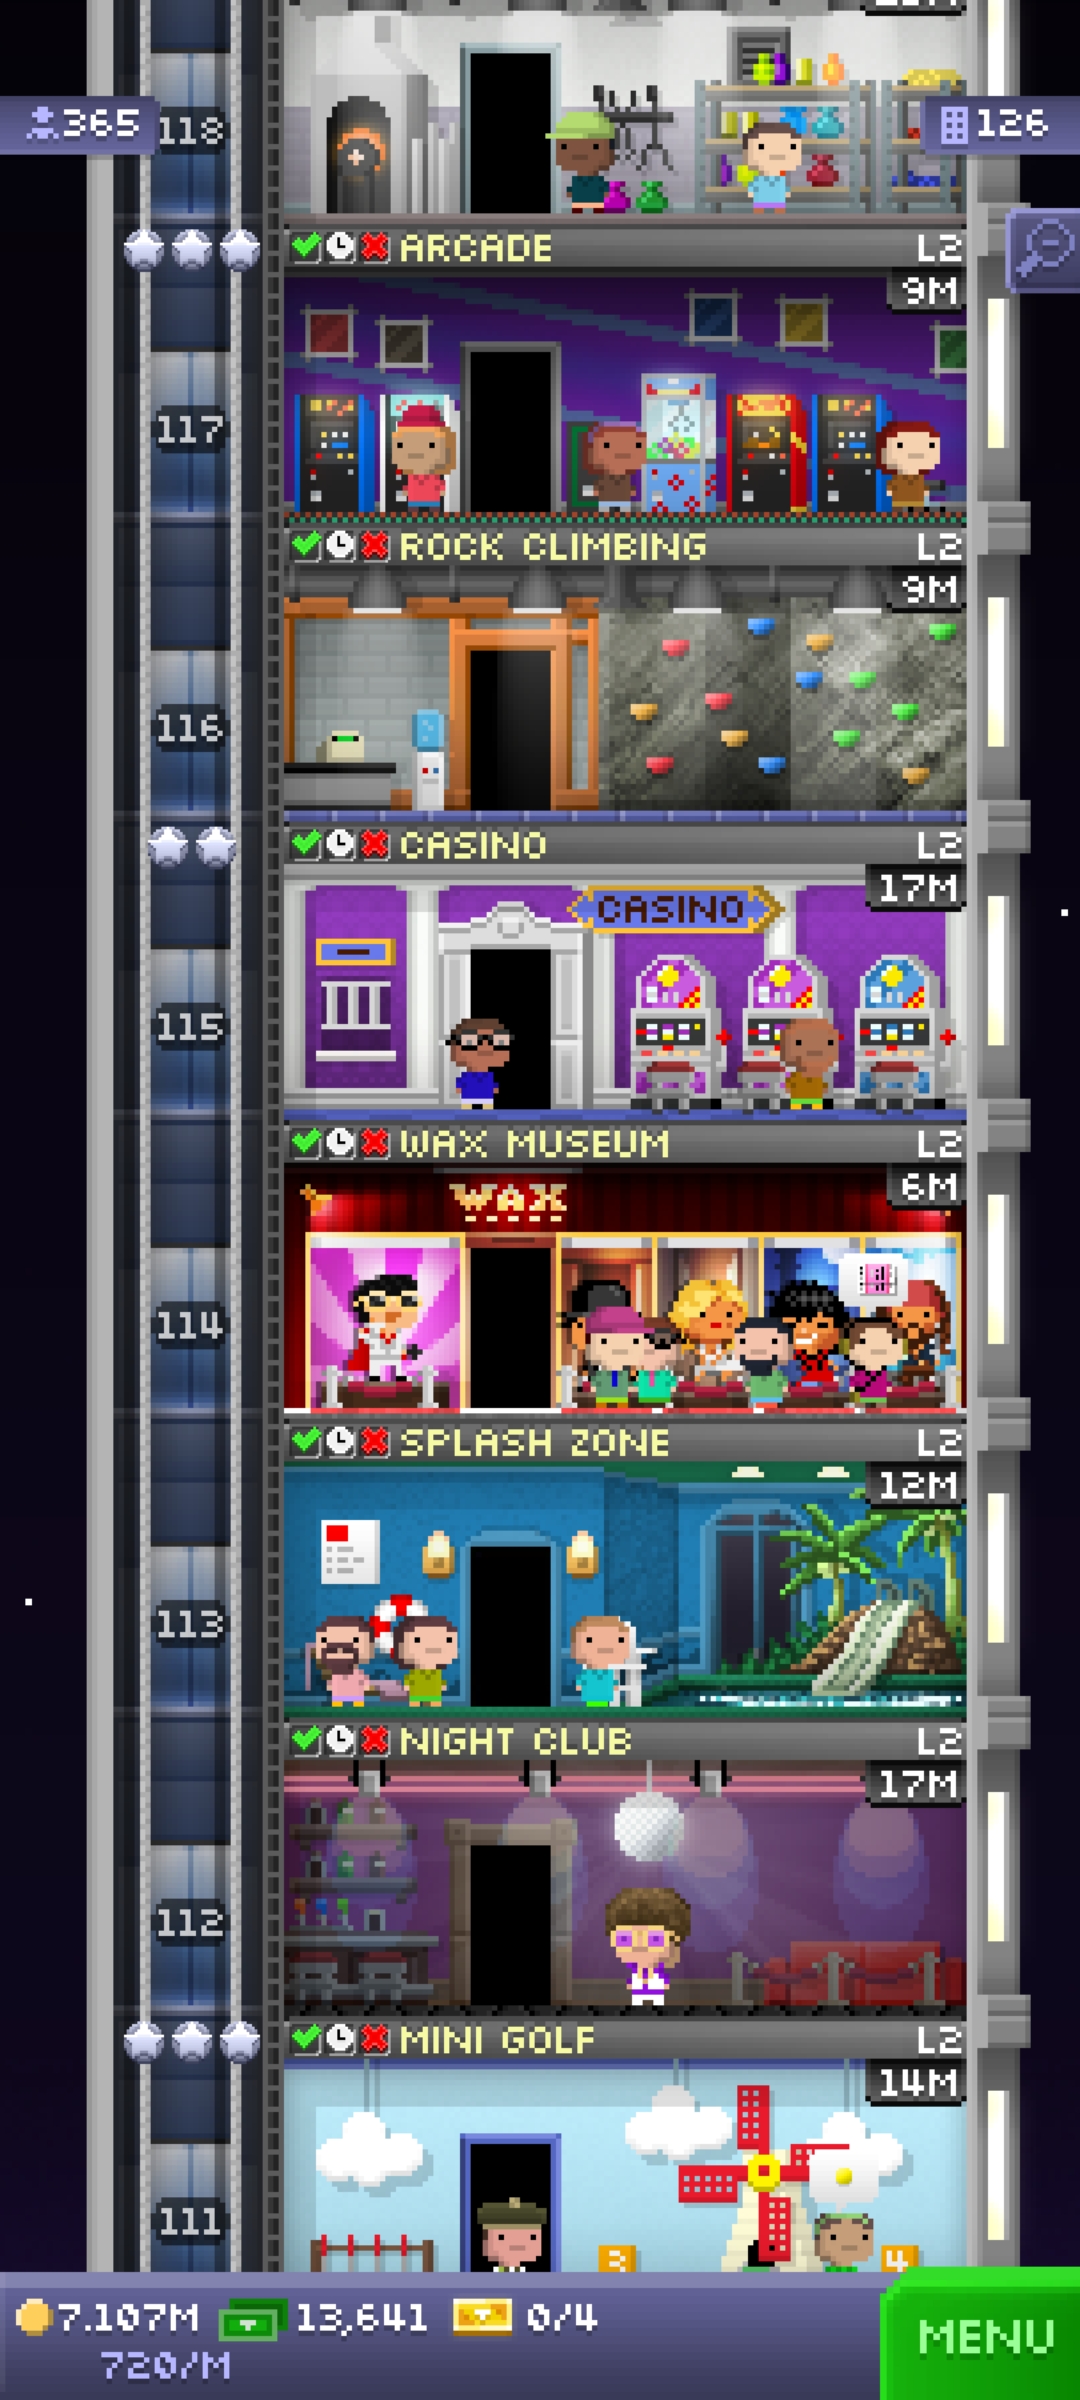 365
118
126
ARCADE L2
9M
117
ROCK CLIMBING L2
9M
116
CASINO L2
17M
CASINO
115
WAX MUSEUM L2
6M
WAX
114
SPLASH ZONE L2
12M
113
NIGHT CLUB L2
17M
112
MINI GOLF L2
14M
111
3
4
7.107M 13,641 0/4
720/M
MENU